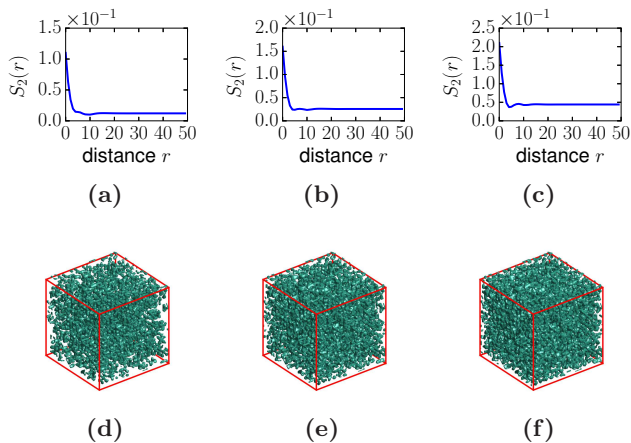 ×10⁻¹ ×10⁻¹ ×10⁻¹
1.5 2.0 2.5
2.0
1.0 1.5 1.5
S₂(r) S₂(r) S₂(r)
1.0 1.0
0.5 0.5 0.5
0.0 0.0 0.0
0 10 20 30 40 50 0 10 20 30 40 50 0 10 20 30 40 50
distance r distance r distance r
(a) (b) (c)
(d) (e) (f)